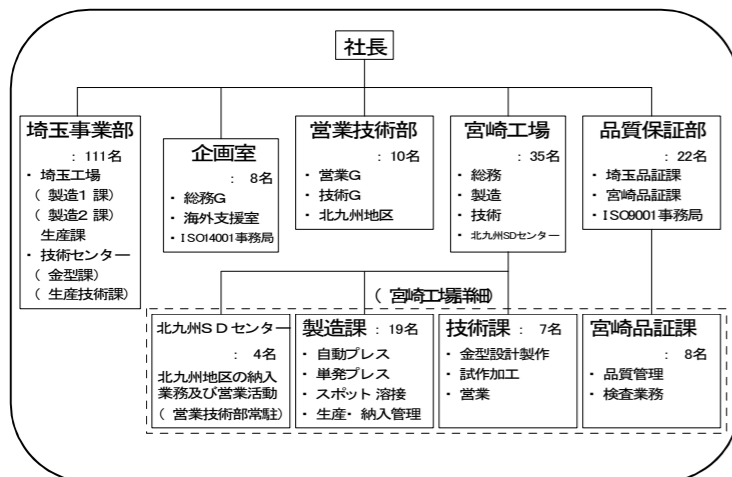 社長
埼玉事業部
: 111名
・ 埼玉工場
( 製造1 課)
( 製造2 課)
生産課
・ 技術センター
( 金型課)
( 生産技術課)
企画室
: 8名
・ 総務G
・ 海外支援室
・ ISO14001事務局
営業技術部
: 10名
・ 営業G
・ 技術G
・ 北九州地区
宮崎工場
: 35名
・ 総務
・ 製造
・ 技術
・ 北九州SDセンター
品質保証部
: 22名
・ 埼玉品証課
・ 宮崎品証課
・ ISO9001事務局
( 宮崎工場詳細)
北九州ＳＤ センター
: 4名
北九州地区の納入
業務及び営業活動
( 営業技術部常駐)
製造課 : 19名
・ 自動プレス
・ 単発プレス
・ スポット 溶接
・ 生産・ 納入管理
技術課 : 7名
・ 金型設計製作
・ 試作加工
・ 営業
宮崎品証課
: 8名
・ 品質管理
・ 検査業務